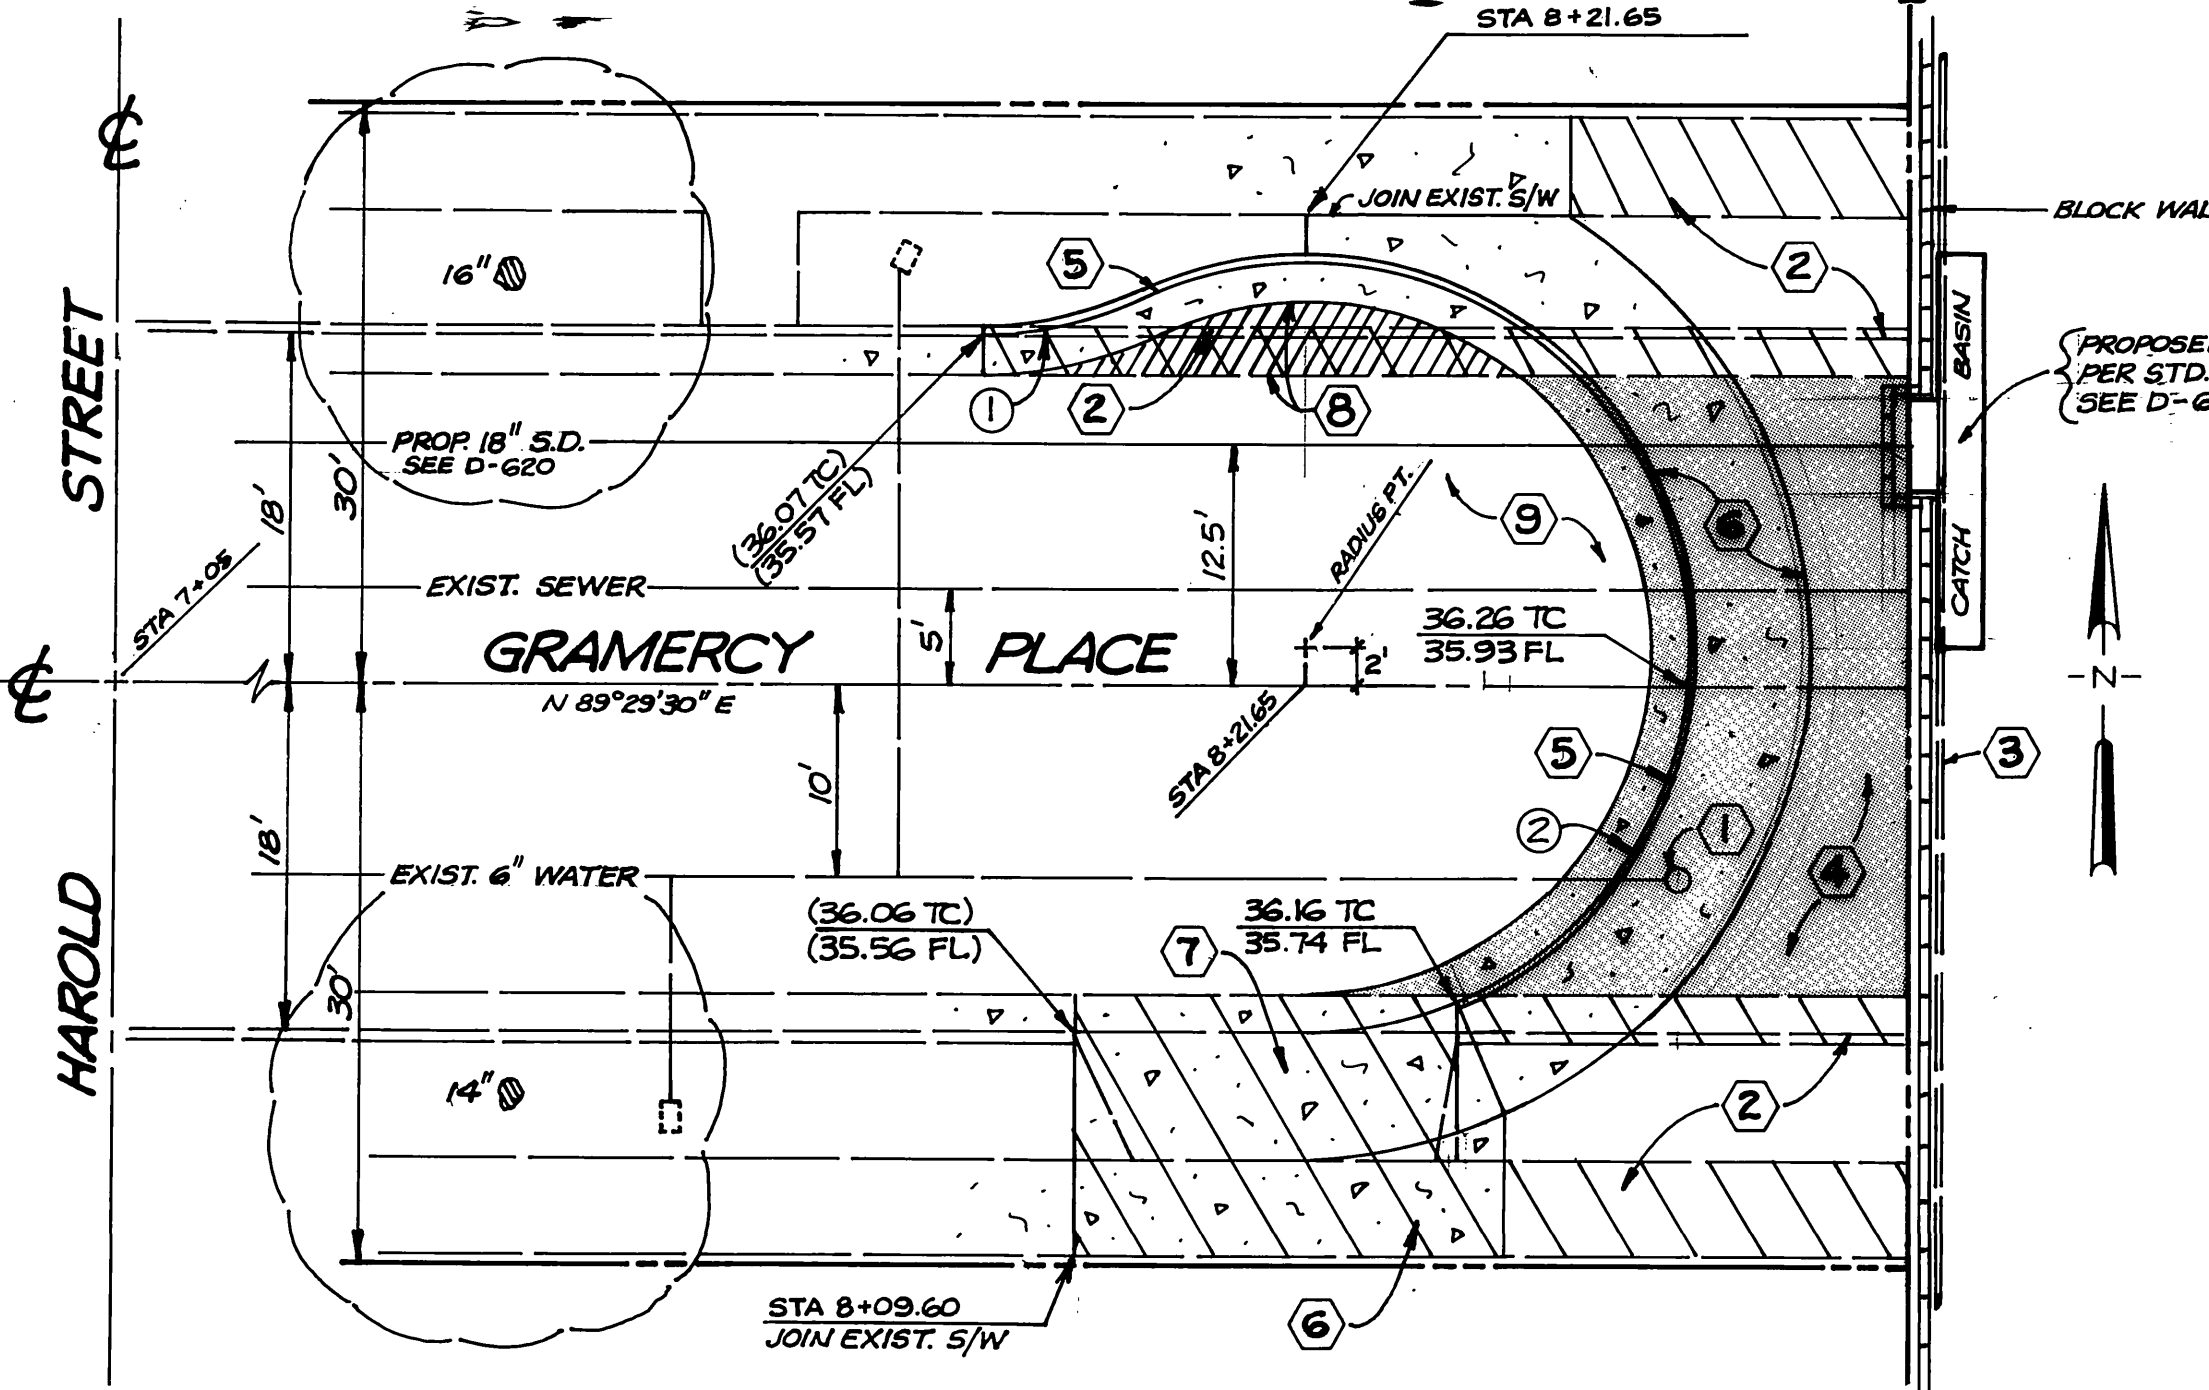 STA 8+21.65
JOIN EXIST. S/W
BLOCK
5
2
16"
STREET
1
2
8
BASIN
PER STD.
PROP. 18" S.D.
SEE D-620
(36.07 TC)
(35.57 FL)
RADIUS PT.
9
6
18'
30'
12.5'
CATCH
STA 7+05
EXIST. SEWER
5'
36.26 TC
35.93 FL
GRAMERCY PLACE
N 89°29'30" E
2'
N
STA 8+21.65
10'
5
3
2
1
18'
4
EXIST. 6" WATER
HAROLD
(36.06 TC)
(35.56 FL)
7
36.16 TC
35.74 FL
30'
14"
2
STA 8+09.60
JOIN EXIST. S/W
6